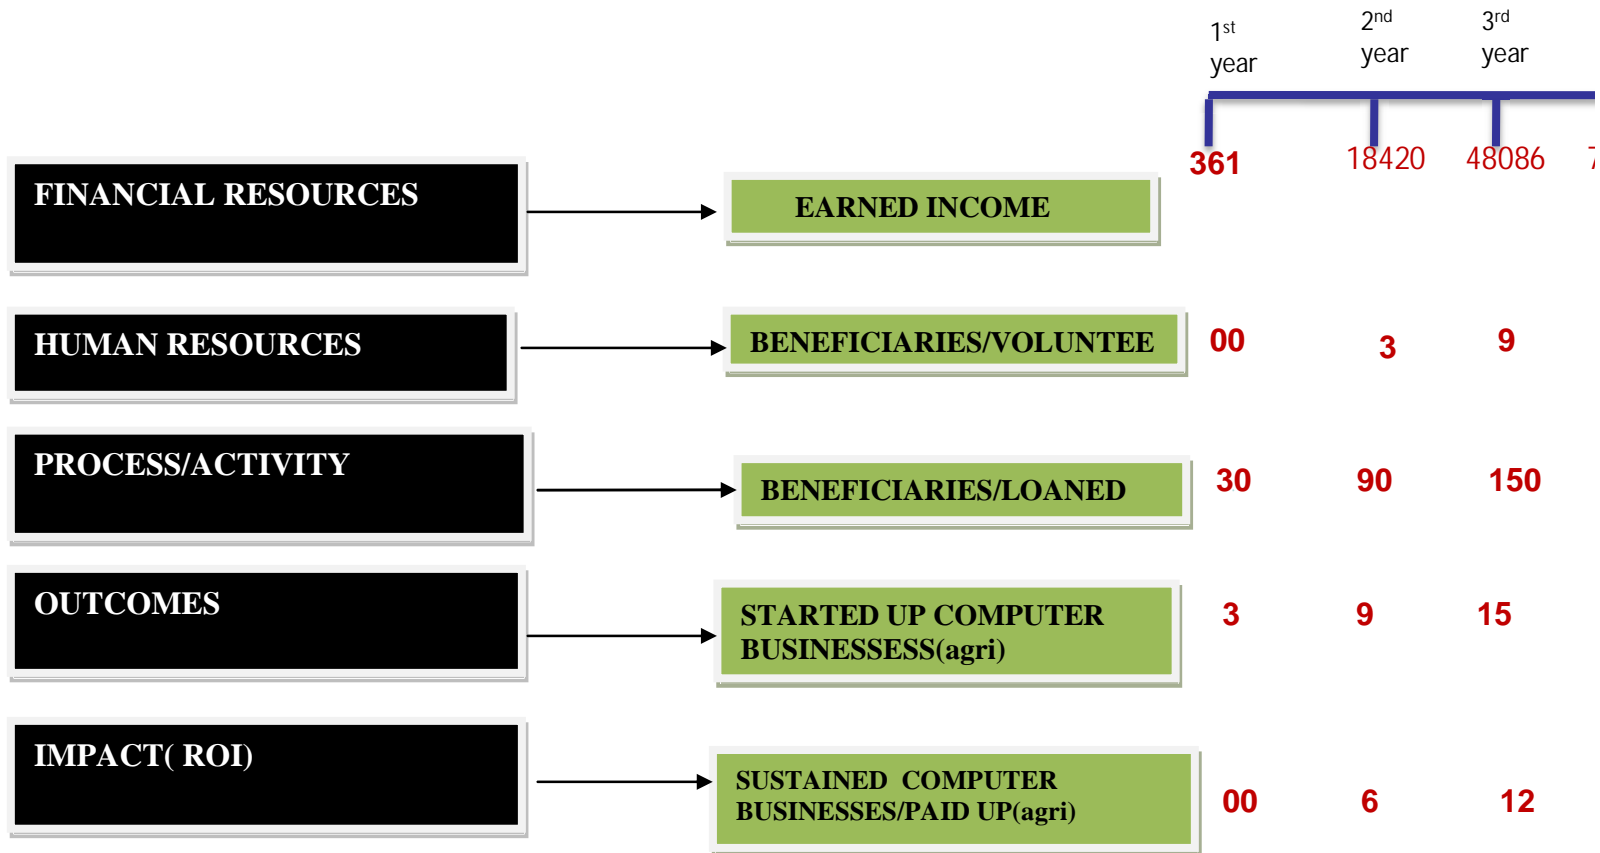 1st 2nd 3rd
year year year
FINANCIAL RESOURCES EARNED INCOME 361 18420 48086 7
HUMAN RESOURCES BENEFICIARIES/VOLUNTEE 00 3 9
PROCESS/ACTIVITY BENEFICIARIES/LOANED 30 90 150
OUTCOMES STARTED UP COMPUTER 3 9 15
BUSINESSESS(agri)
IMPACT( ROI) SUSTAINED COMPUTER
BUSINESSES/PAID UP(agri) 00 6 12